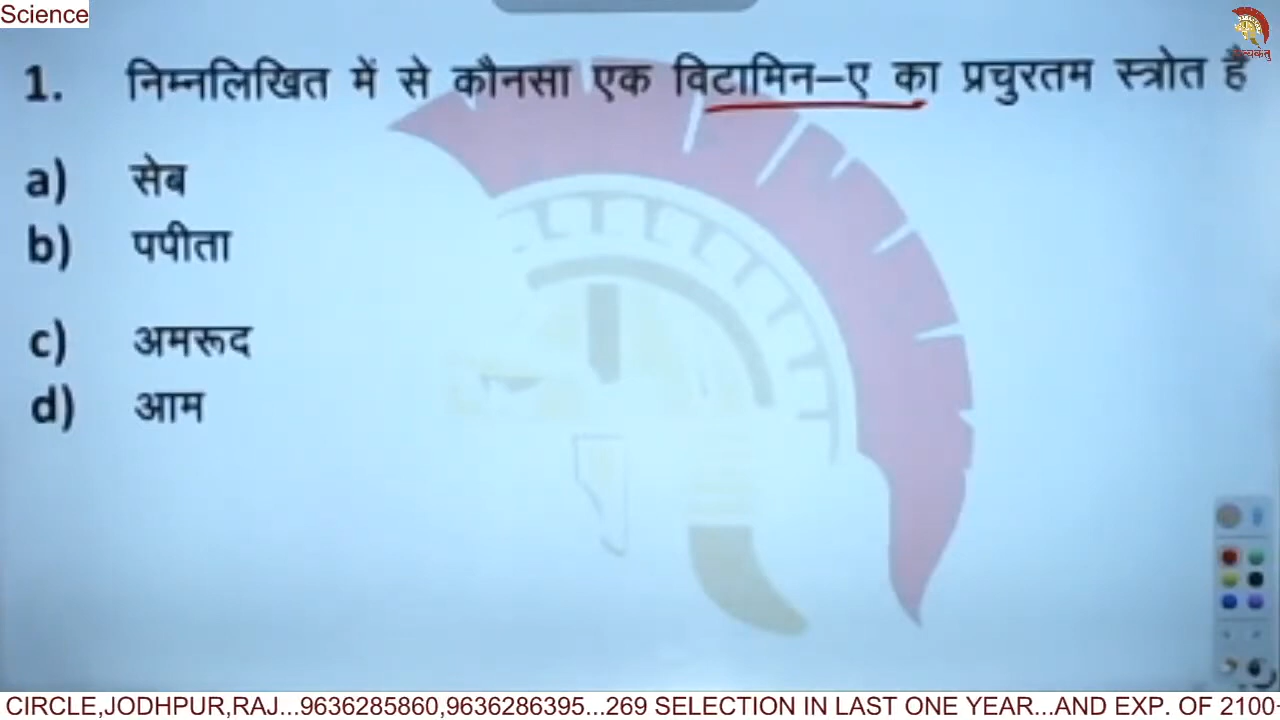 Science
1. निम्नलिखित में से कौनसा एक विटामिन–ए का प्रचुरतम स्त्रोत है
a) सेब
b) पपीता
c) अमरूद
d) आम
CIRCLE,JODHPUR,RAJ...9636285860,9636286395...269 SELECTION IN LAST ONE YEAR...AND EXP. OF 2100